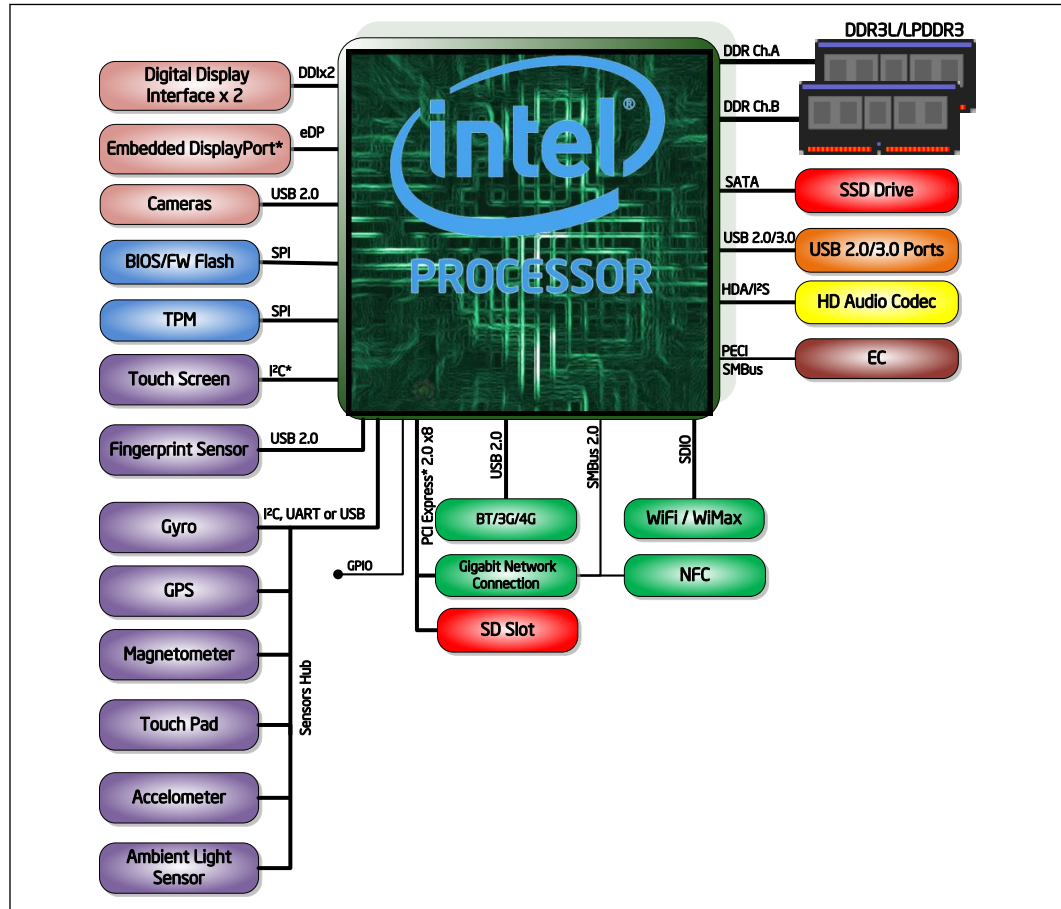 DDR3L/LPDDR3
DDR Ch.A
DDR Ch.B
Digital Display
Interface x 2
DDIx2
Embedded DisplayPort*
eDP
Cameras
USB 2.0
BIOS/FW Flash
SPI
TPM
SPI
Touch Screen
I²C*
Fingerprint Sensor
USB 2.0
intel®
PROCESSOR
SATA
SSD Drive
USB 2.0/3.0
USB 2.0/3.0 Ports
HDA/I²S
HD Audio Codec
PECI
SMBus
EC
Gyro
I²C, UART or USB
GPS
Magnetometer
Touch Pad
Accelometer
Ambient Light
Sensor
Sensors Hub
GPIO
PCI Express* 2.0 x8
USB 2.0
SMBus 2.0
SDIO
BT/3G/4G
WiFi / WiMax
Gigabit Network
Connection
NFC
SD Slot